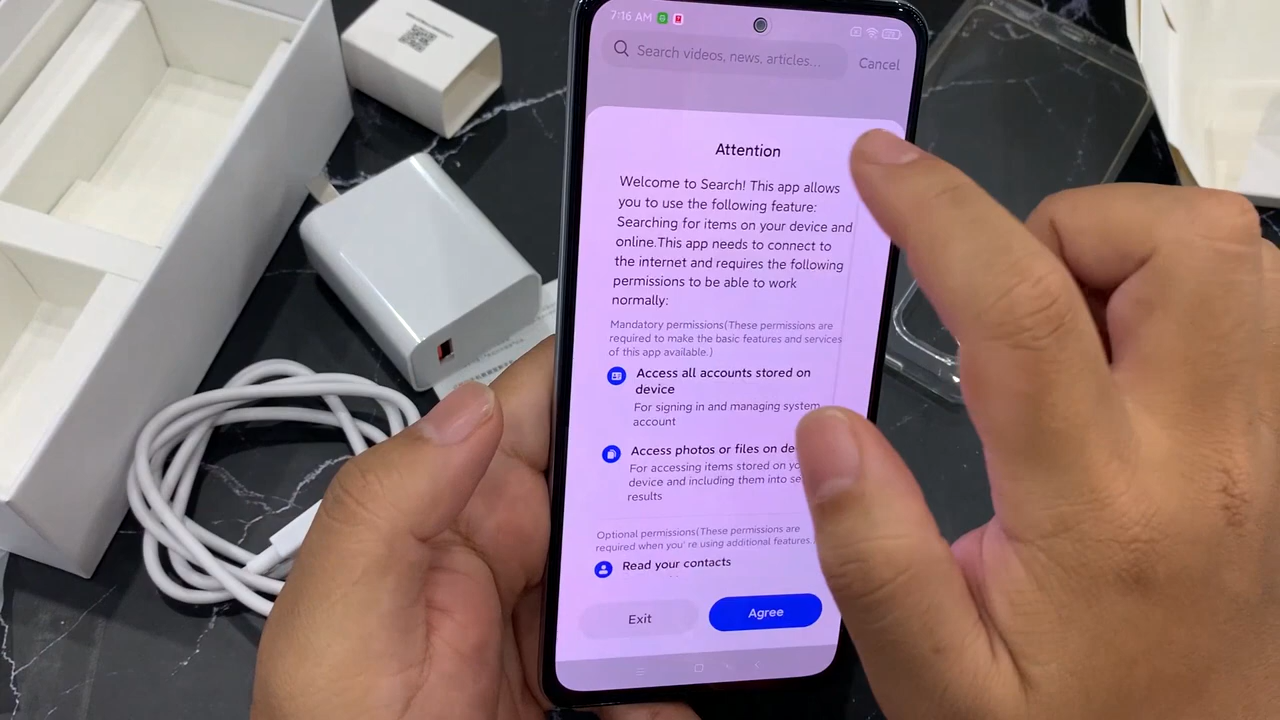 7:16 AM
Search videos, news, articles...
Cancel
Attention
Welcome to Search! This app allows
you to use the following feature:
Searching for items on your device and
online.This app needs to connect to
the internet and requires the following
permissions to be able to work
normally:
Mandatory permissions(These permissions are
required to make the basic features and services
of this app available.)
Access all accounts stored on
device
For signing in and managing system
account
Access photos or files on de
For accessing items stored on yo
device and including them into se
results
Optional permissions(These permissions are
required when you' re using additional features.
Read your contacts
Exit
Agree